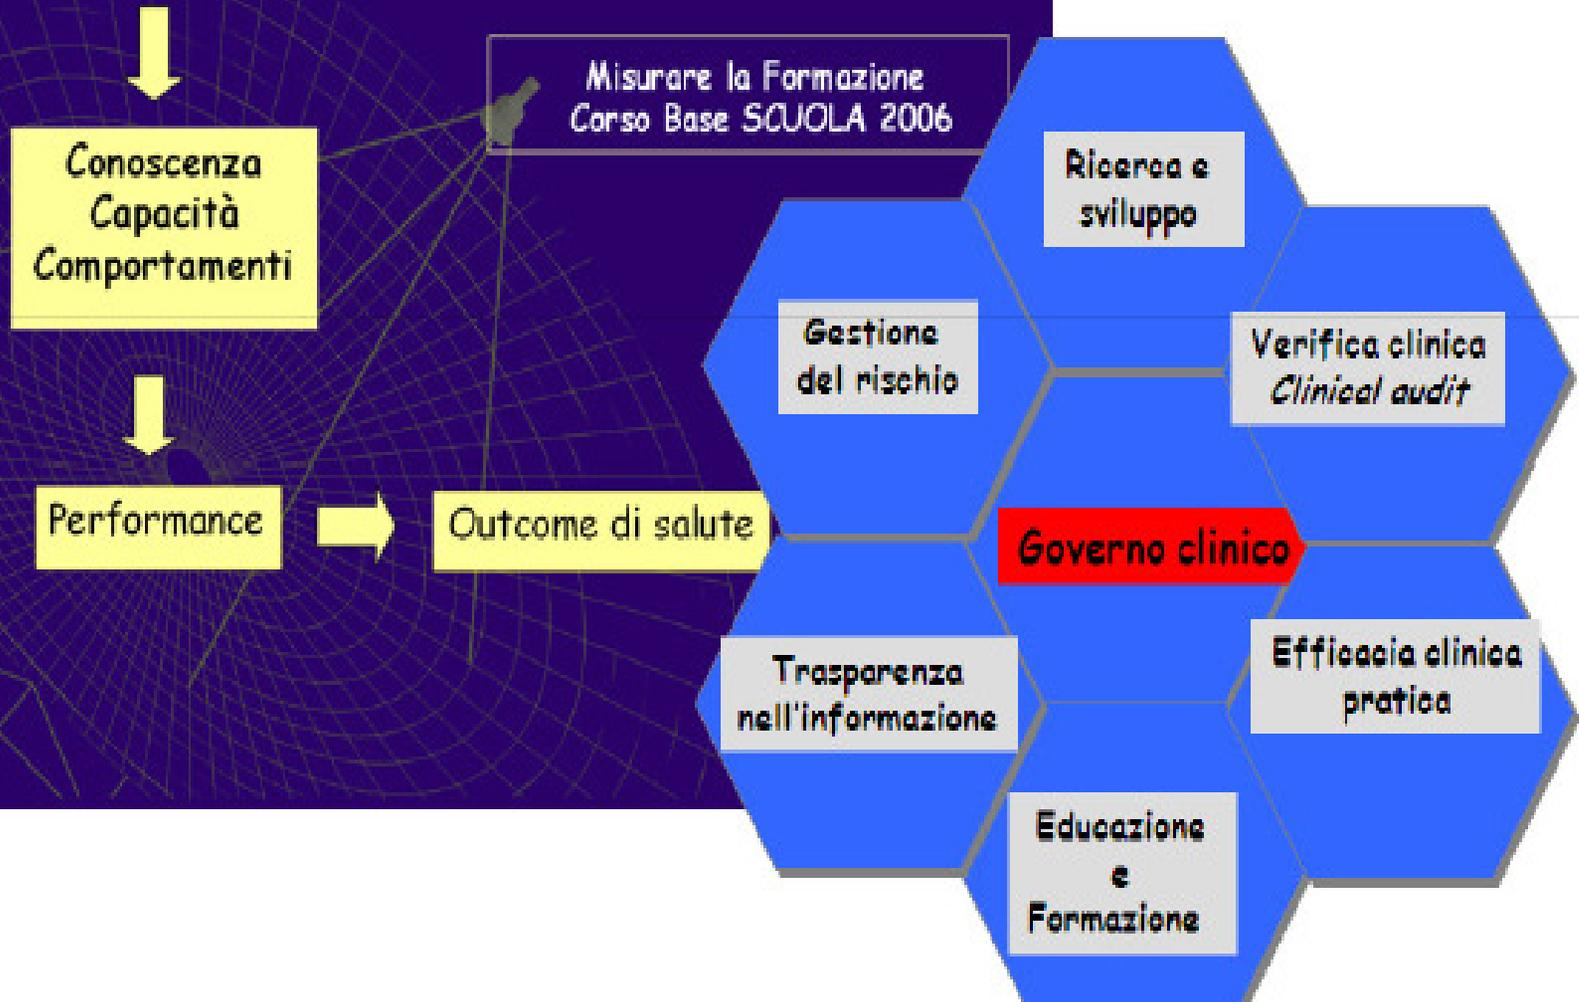 Misurare la Formazione
Corso Base SCUOLA 2006
Conoscenza
Capacità
Comportamenti
Performance
Outcome di salute
Ricerca e
sviluppo
Gestione
del rischio
Verifica clinica
Clinical audit
Governo clinico
Trasparenza
nell'informazione
Efficacia clinica
pratica
Educazione
e
Formazione